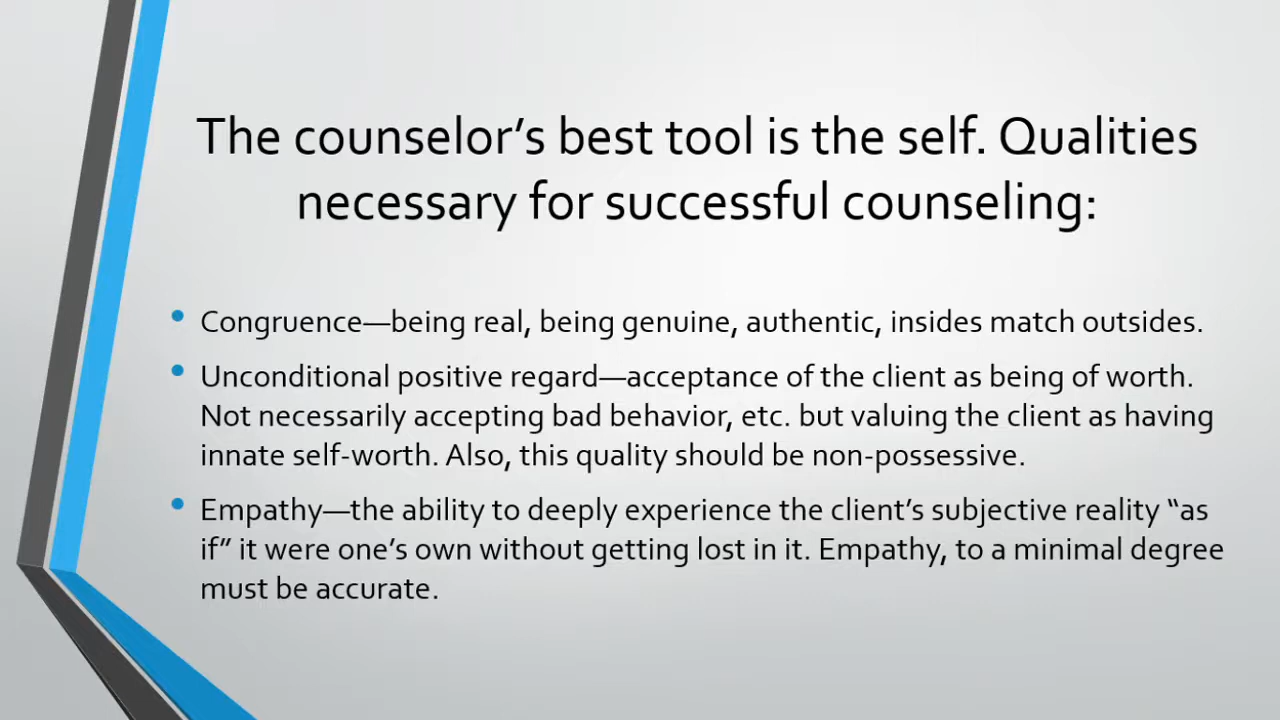 The counselor’s best tool is the self. Qualities
necessary for successful counseling:
• Congruence—being real, being genuine, authentic, insides match outsides.
• Unconditional positive regard—acceptance of the client as being of worth.
Not necessarily accepting bad behavior, etc. but valuing the client as having
innate self-worth. Also, this quality should be non-possessive.
• Empathy—the ability to deeply experience the client’s subjective reality “as
if” it were one’s own without getting lost in it. Empathy, to a minimal degree
must be accurate.